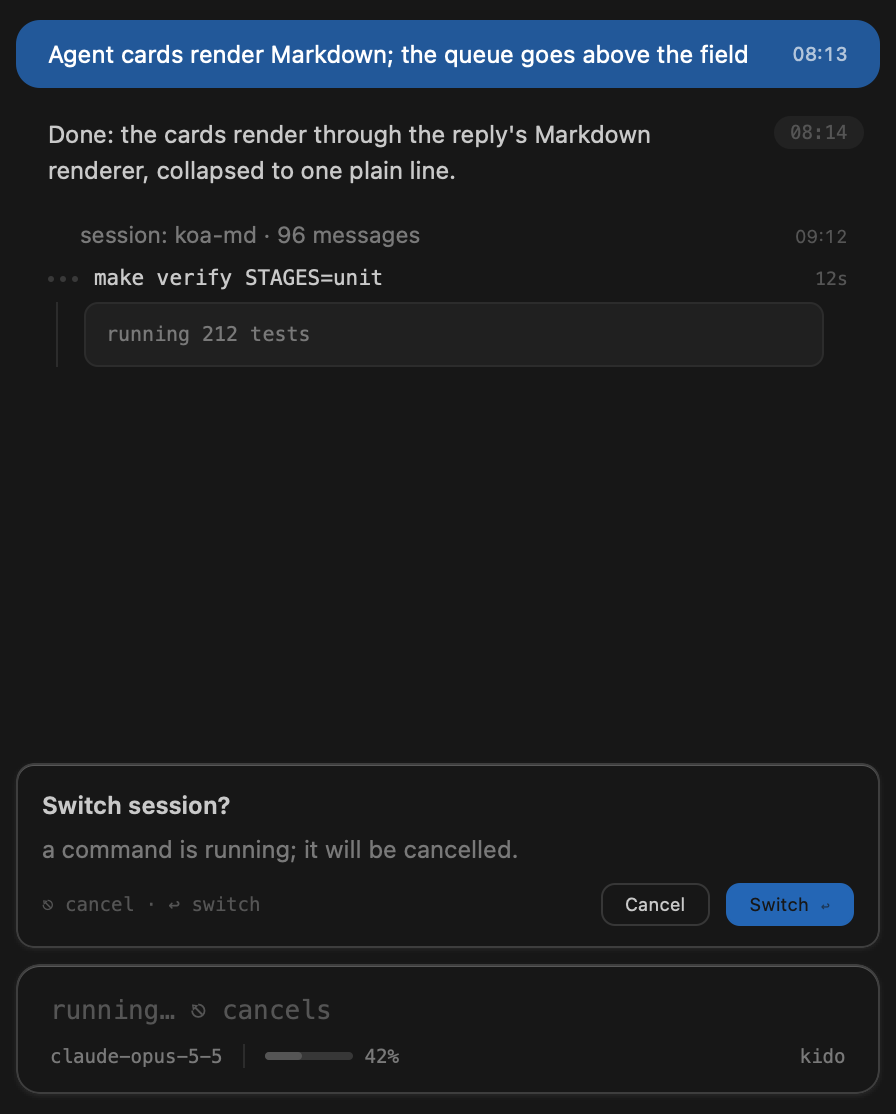 Agent cards render Markdown; the queue goes above the field 08:13
Done: the cards render through the reply's Markdown 08:14
renderer, collapsed to one plain line.
session: koa-md · 96 messages 09:12
make verify STAGES=unit 12s
running 212 tests
Switch session?
a command is running; it will be cancelled.
⎋ cancel · ↩ switch Cancel Switch ↩
running… ⎋ cancels
claude-opus-5-5 42% kido